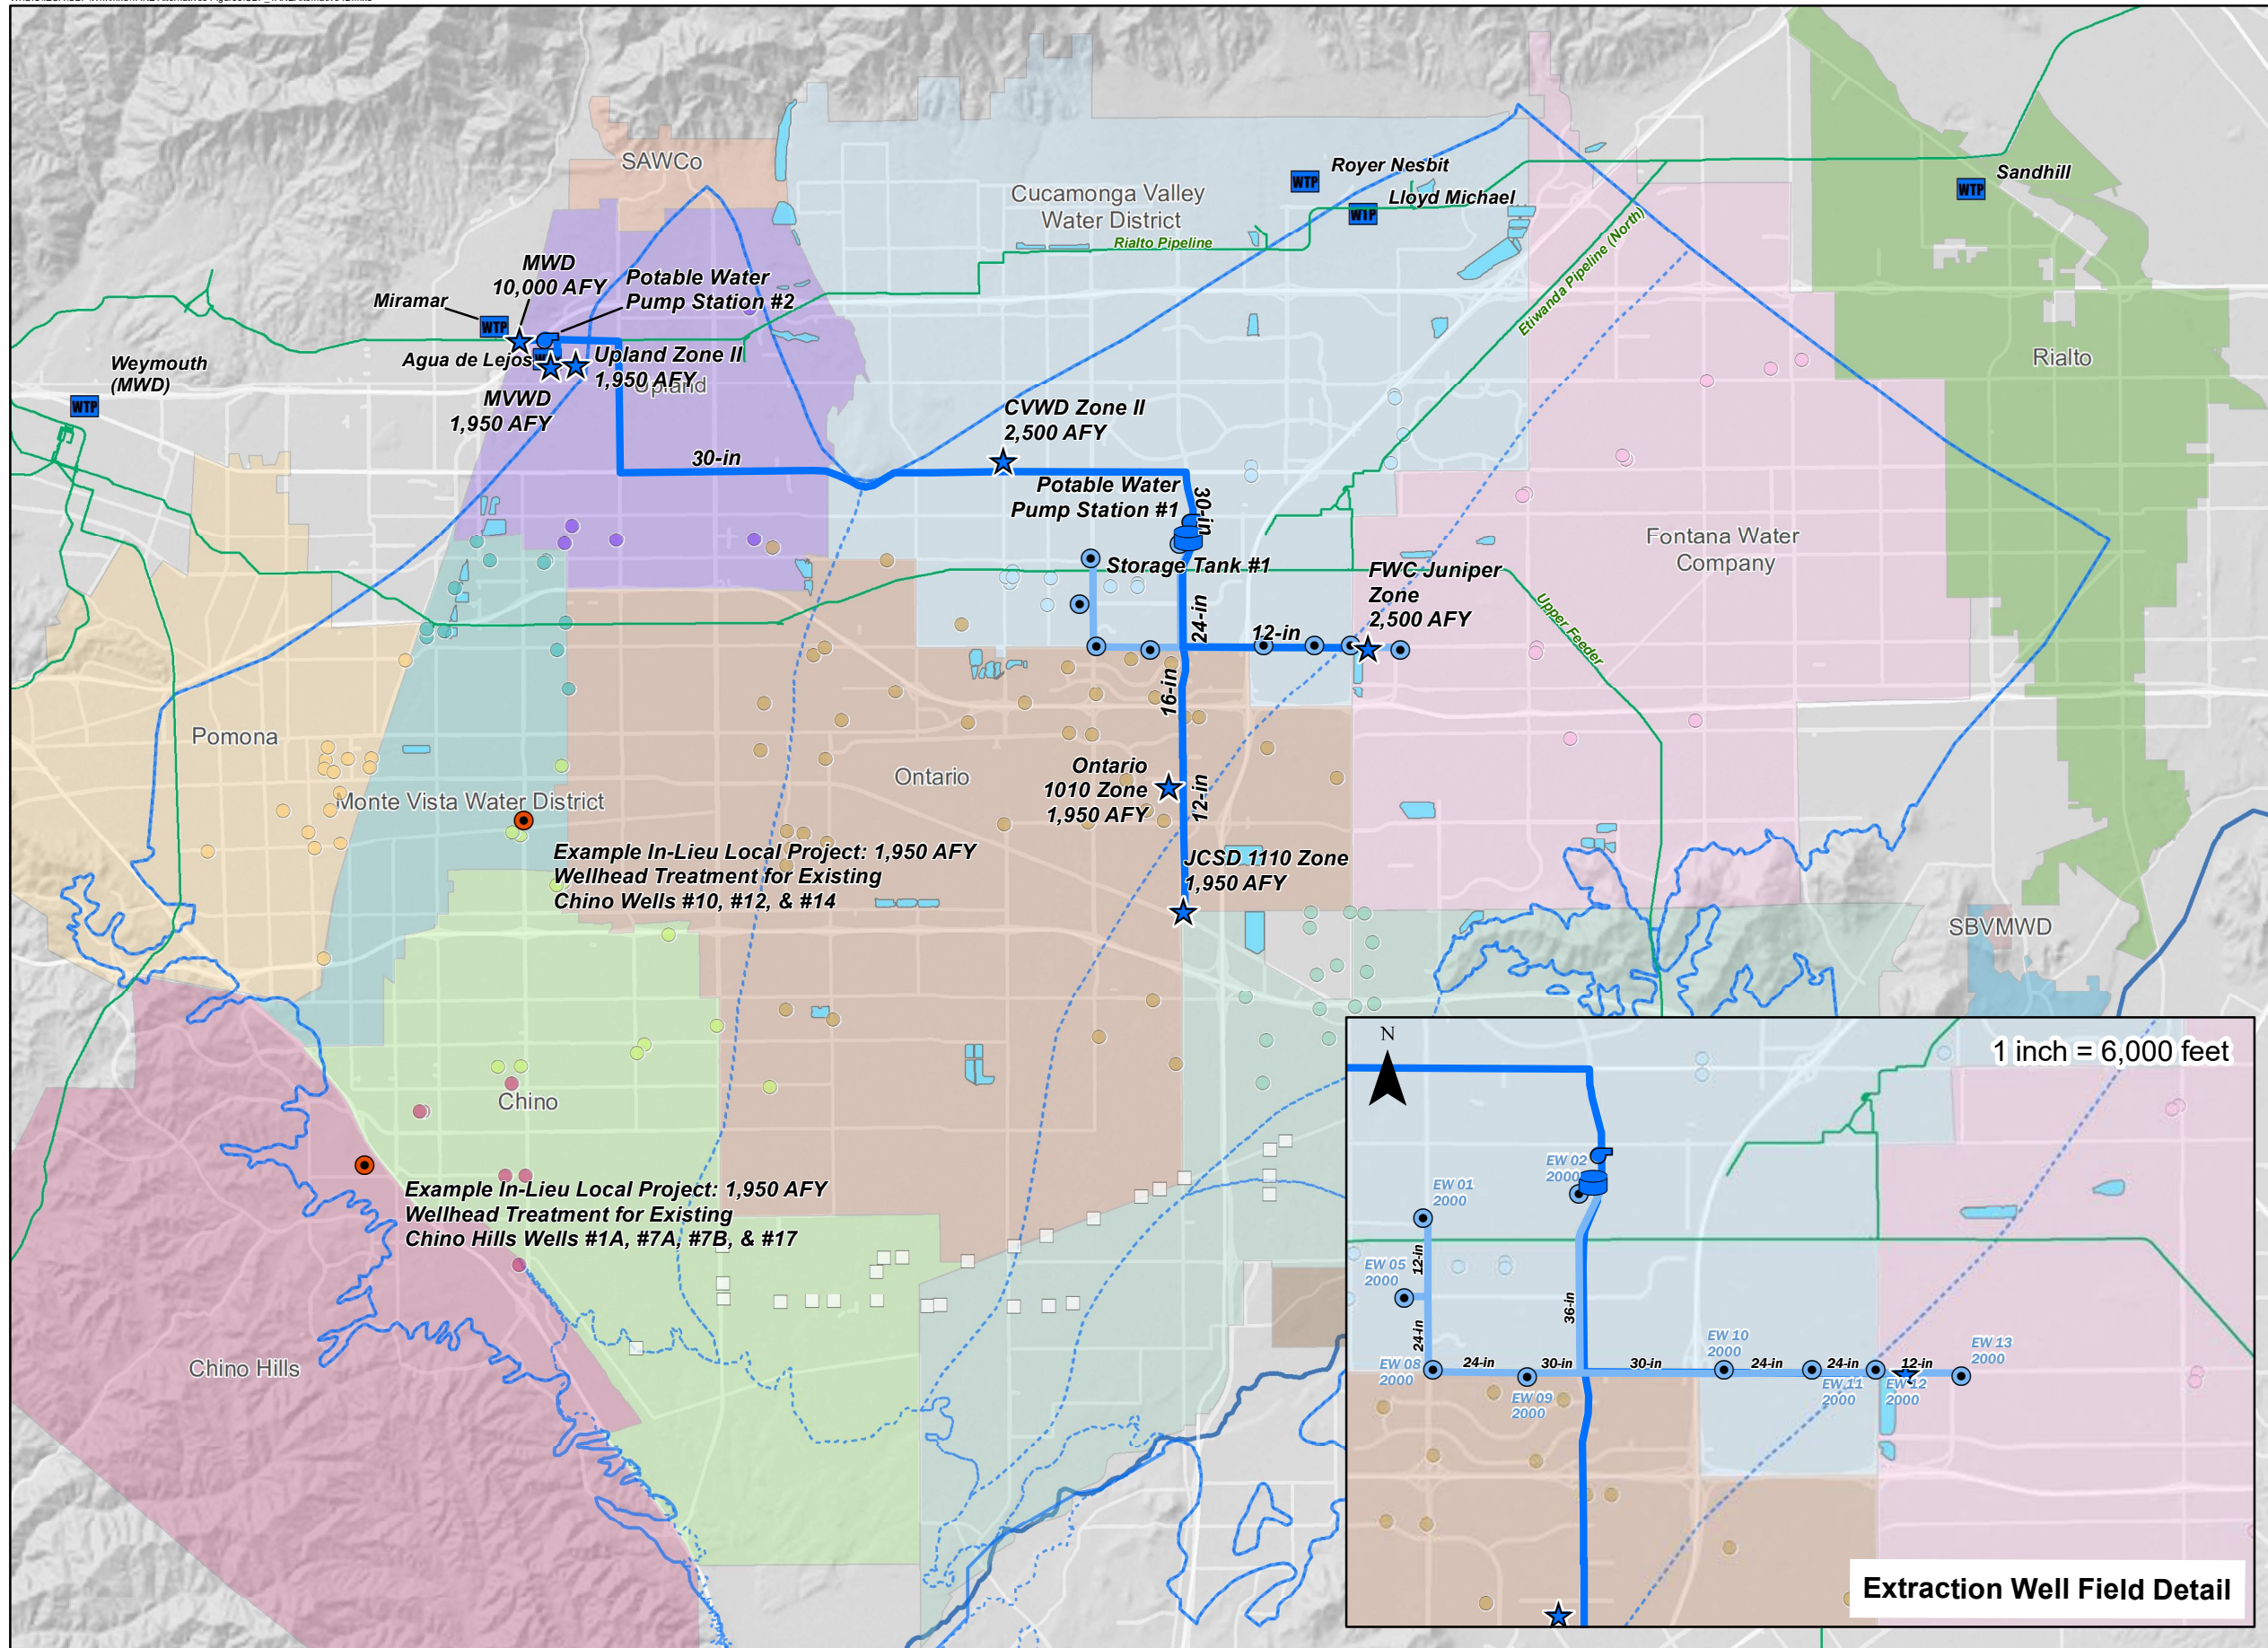 SAWCo
Cucamonga Valley
Water District
Rialto Pipeline
WTP
Royer Nesbit
WTP
Lloyd Michael
WTP
Sandhill
Etiwanda Pipeline (North)
MWD
10,000 AFY
Potable Water
Pump Station #2
Miramar
WTP
Agua de Lejos
Upland Zone II
1,950 AFY
Upland
MVWD
1,950 AFY
Weymouth
(MWD)
WTP
Rialto
CVWD Zone II
2,500 AFY
30-in
Potable Water
Pump Station #1
30-in
Storage Tank #1
Fontana Water
Company
FWC Juniper
Zone
2,500 AFY
Upper Feeder
24-in
12-in
16-in
Pomona
Ontario
Ontario
1010 Zone
1,950 AFY
12-in
Monte Vista Water District
Example In-Lieu Local Project: 1,950 AFY
Wellhead Treatment for Existing
Chino Wells #10, #12, & #14
JCSD 1110 Zone
1,950 AFY
SBVMWD
Chino
Example In-Lieu Local Project: 1,950 AFY
Wellhead Treatment for Existing
Chino Hills Wells #1A, #7A, #7B, & #17
Chino Hills
N
1 inch = 6,000 feet
EW 02
2000
EW 01
2000
12-in
EW 05
2000
24-in
36-in
EW 08
2000
24-in
30-in
EW 09
2000
30-in
EW 10
2000
24-in
24-in
EW 11
2000
12-in
EW 12
2000
EW 13
2000
Extraction Well Field Detail